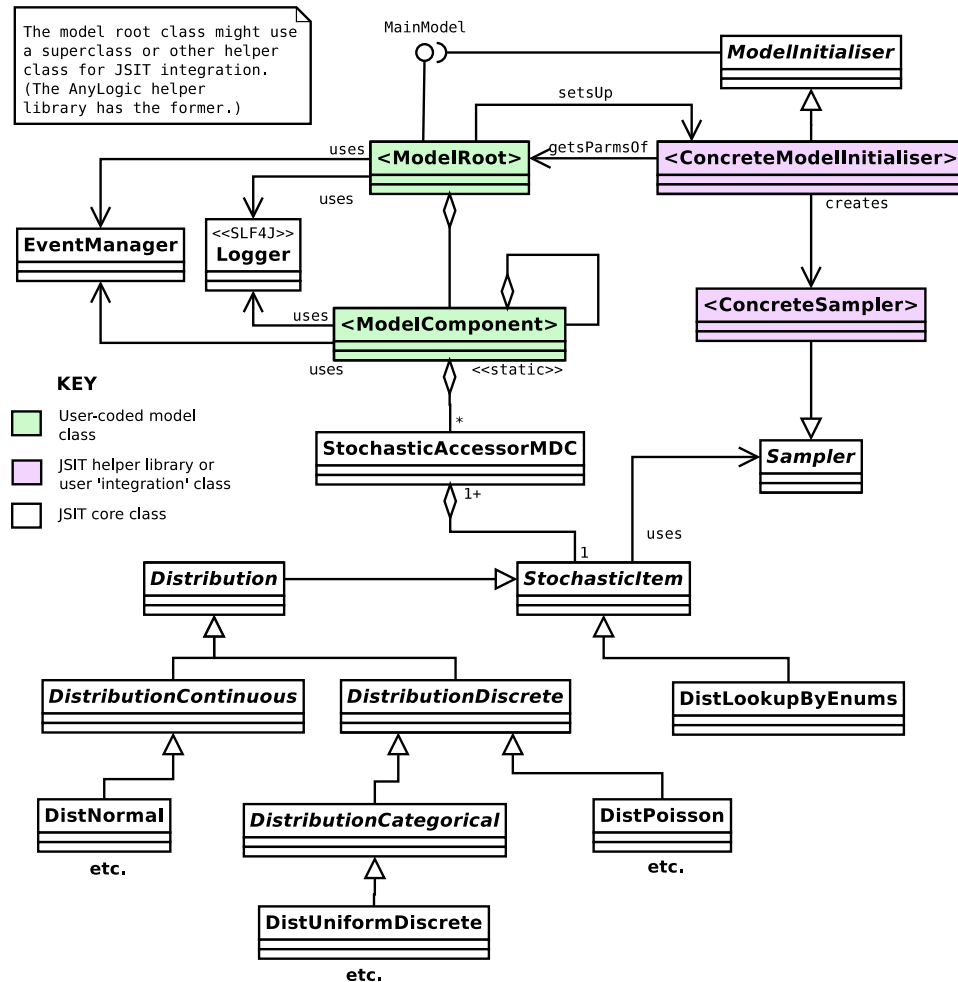 The model root class might use
a superclass or other helper
class for JSIT integration.
(The AnyLogic helper
library has the former.)
MainModel
ModelInitialiser
setsUp
uses
<ModelRoot>
getsParmsOf
<ConcreteModelInitialiser>
uses
creates
EventManager
<<SLF4J>>
Logger
<ConcreteSampler>
uses
<ModelComponent>
uses
<<static>>
KEY
User-coded model
class
JSIT helper library or
user 'integration' class
JSIT core class
*
StochasticAccessorMDC
1+
Sampler
uses
1
Distribution
StochasticItem
DistributionContinuous
DistributionDiscrete
DistLookupByEnums
DistNormal
etc.
DistributionCategorical
DistPoisson
etc.
DistUniformDiscrete
etc.